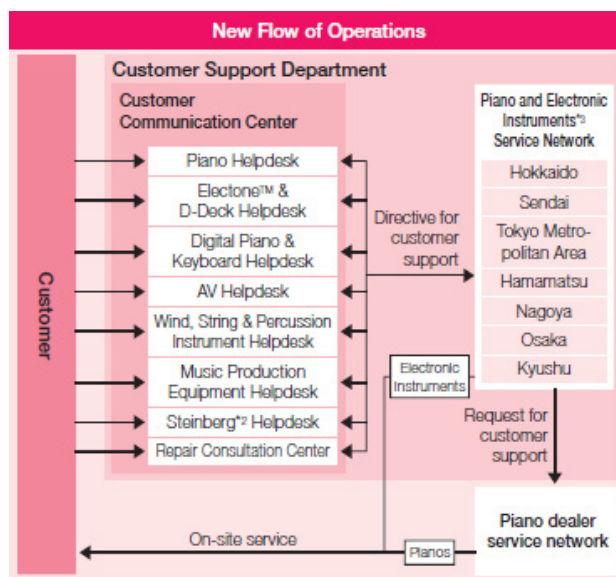 New Flow of Operations
Customer Support Department
Customer
Communication Center
Piano Helpdesk
Electone™ &
D-Deck Helpdesk
Digital Piano &
Keyboard Helpdesk
AV Helpdesk
Wind, String & Percussion
Instrument Helpdesk
Music Production
Equipment Helpdesk
Steinberg*2 Helpdesk
Repair Consultation Center
Customer
Directive for
customer
support
Piano and Electronic
Instruments*3
Service Network
Hokkaido
Sendai
Tokyo Metro-
politan Area
Hamamatsu
Nagoya
Osaka
Kyushu
Electronic
Instruments
Request for
customer
support
Piano dealer
service network
On-site service
Pianos